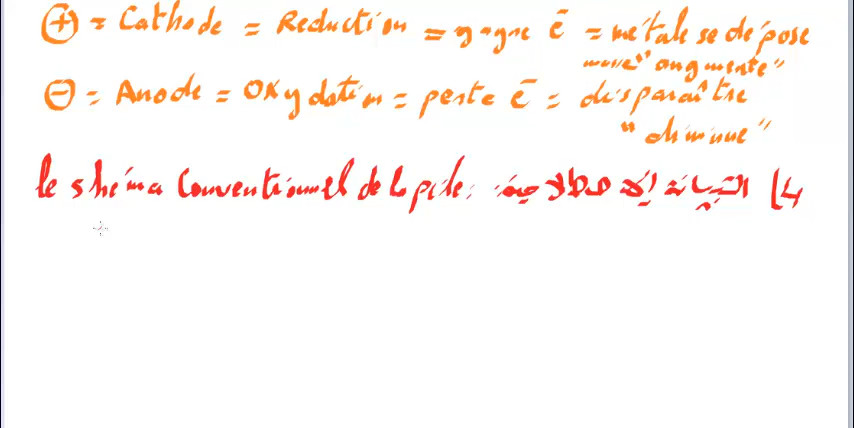 ⊕ = Cathode = Reduction = gagne ē = métale se dépose
masse "augmente"
⊖ = Anode = Oxydation = perte ē = disparaître
"diminue"
le shéma Conventionnel de la pile: التبيانة الاصطلاحية: (4